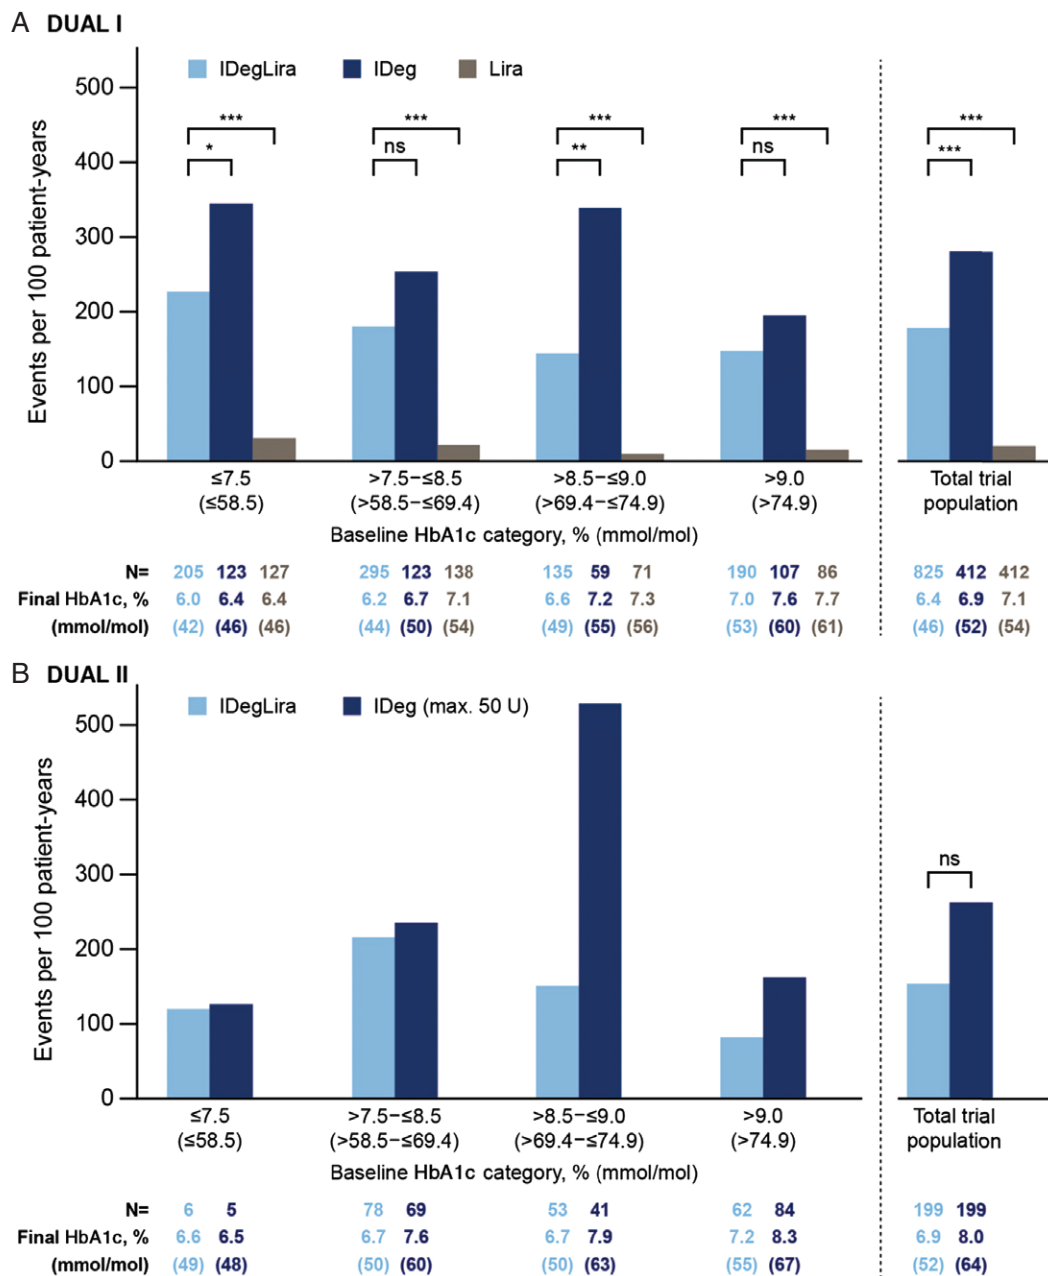 A DUAL I
IDegLira IDeg Lira
Events per 100 patient-years
500
400
300
200
100
0
*** *** *** *** ***
* ns ** ns ***
≤7.5 >7.5–≤8.5 >8.5–≤9.0 >9.0 Total trial
(≤58.5) (>58.5–≤69.4) (>69.4–≤74.9) (>74.9) population
Baseline HbA1c category, % (mmol/mol)
N= 205 123 127 295 123 138 135 59 71 190 107 86 825 412 412
Final HbA1c, % 6.0 6.4 6.4 6.2 6.7 7.1 6.6 7.2 7.3 7.0 7.6 7.7 6.4 6.9 7.1
(mmol/mol) (42) (46) (46) (44) (50) (54) (49) (55) (56) (53) (60) (61) (46) (52) (54)
B DUAL II
IDegLira IDeg (max. 50 U)
Events per 100 patient-years
500
400
300
200
100
0
ns
≤7.5 >7.5–≤8.5 >8.5–≤9.0 >9.0 Total trial
(≤58.5) (>58.5–≤69.4) (>69.4–≤74.9) (>74.9) population
Baseline HbA1c category, % (mmol/mol)
N= 6 5 78 69 53 41 62 84 199 199
Final HbA1c, % 6.6 6.5 6.7 7.6 6.7 7.9 7.2 8.3 6.9 8.0
(mmol/mol) (49) (48) (50) (60) (50) (63) (55) (67) (52) (64)